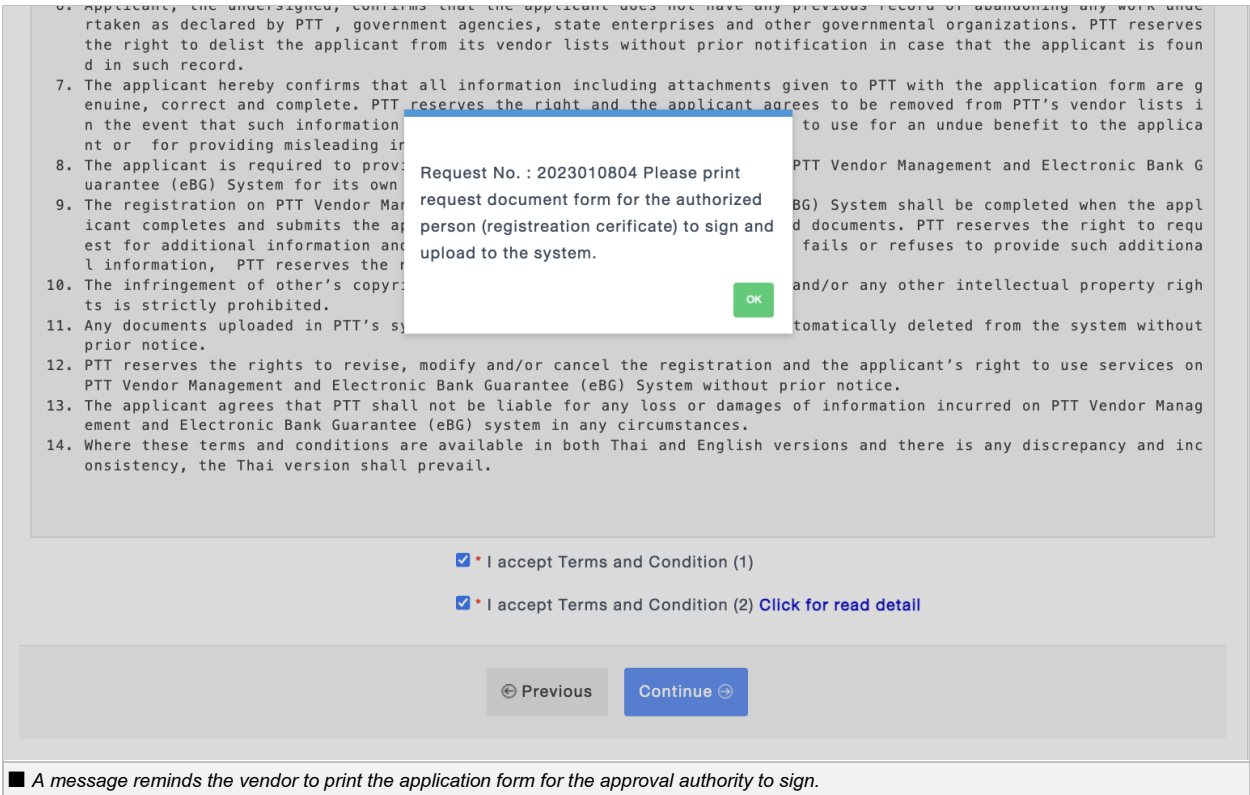 6. Applicant, the undersigned, confirms that the applicant does not have any previous record of abandoning any work unde
rtaken as declared by PTT , government agencies, state enterprises and other governmental organizations. PTT reserves
the right to delist the applicant from its vendor lists without prior notification in case that the applicant is foun
d in such record.
7. The applicant hereby confirms that all information including attachments given to PTT with the application form are g
enuine, correct and complete. PTT reserves the right and the applicant agrees to be removed from PTT’s vendor lists i
n the event that such information to use for an undue benefit to the applica
nt or for providing misleading
8. The applicant is required to PTT Vendor Management and Electronic Bank G
uarantee (eBG) System for its own
9. The registration on PTT Vendor System shall be completed when the appl
icant completes and submits the documents. PTT reserves the right to requ
est for additional information fails or refuses to provide such additiona
l information, PTT reserves the
10. The infringement of other’s and/or any other intellectual property righ
ts is strictly prohibited.
11. Any documents uploaded in PTT’s deleted from the system without
prior notice.
12. PTT reserves the rights to revise, modify and/or cancel the registration and the applicant’s right to use services on
PTT Vendor Management and Electronic Bank Guarantee (eBG) System without prior notice.
13. The applicant agrees that PTT shall not be liable for any loss or damages of information incurred on PTT Vendor Manag
ement and Electronic Bank Guarantee (eBG) system in any circumstances.
14. Where these terms and conditions are available in both Thai and English versions and there is any discrepancy and inc
onsistency, the Thai version shall prevail.
Request No. : 2023010804 Please print
request document form for the authorized
person (registreation cerificate) to sign and
upload to the system.
OK
* I accept Terms and Condition (1)
* I accept Terms and Condition (2) Click for read detail
Previous
Continue
A message reminds the vendor to print the application form for the approval authority to sign.